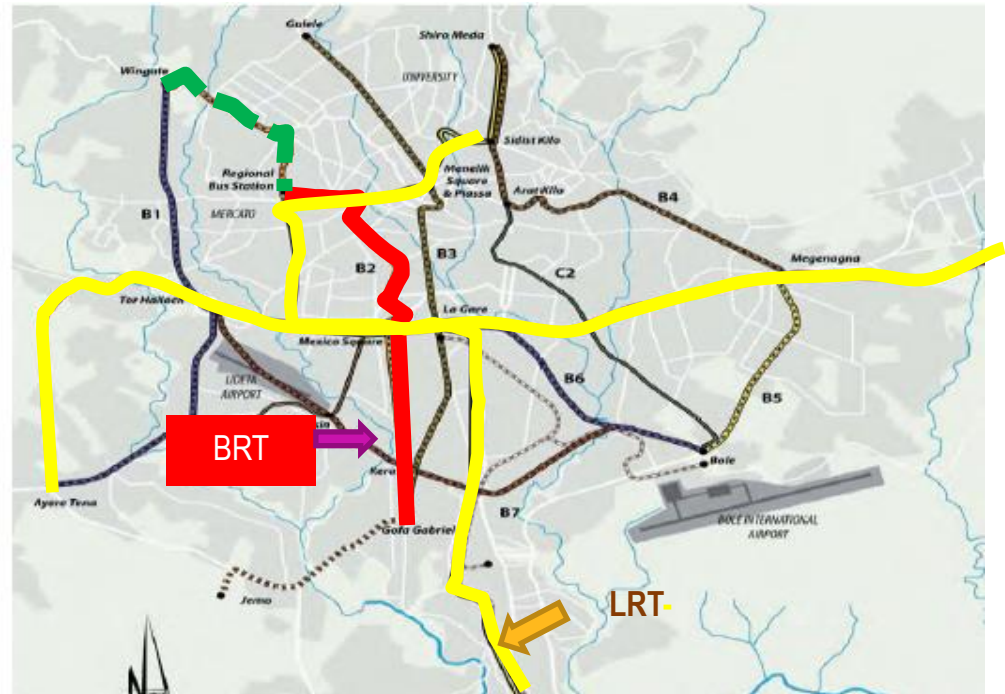 Gulele
Shiro Meda
Wingate
UNIVERSITY
Sidist Kilo
Regional
Bus Station
Menelik
Square
& Piassa
Arat Kilo
MERCATO
B1
B4
B3
C2
B2
Megenagna
Tor Hailoch
La Gare
Mexico Square
LIDETA
AIRPORT
B6
B5
BRT
Kera
Bole
Ayere Tena
B7
Gofa Gabriel
BOLE INTERNATIONAL
AIRPORT
Jemo
LRT-
N